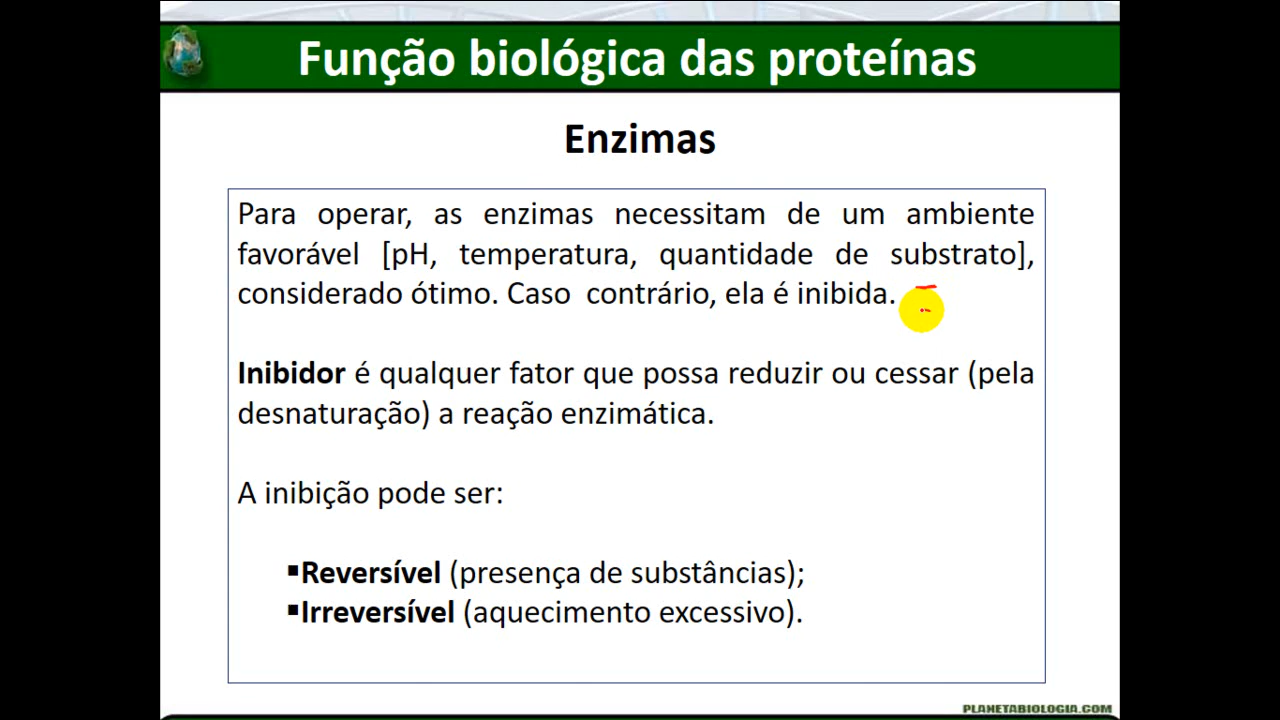 Função biológica das proteínas
Enzimas
Para operar, as enzimas necessitam de um ambiente
favorável [pH, temperatura, quantidade de substrato],
considerado ótimo. Caso contrário, ela é inibida.
Inibidor é qualquer fator que possa reduzir ou cessar (pela
desnaturação) a reação enzimática.
A inibição pode ser:
▪Reversível (presença de substâncias);
▪Irreversível (aquecimento excessivo).
PLANETABIOLOGIA.COM